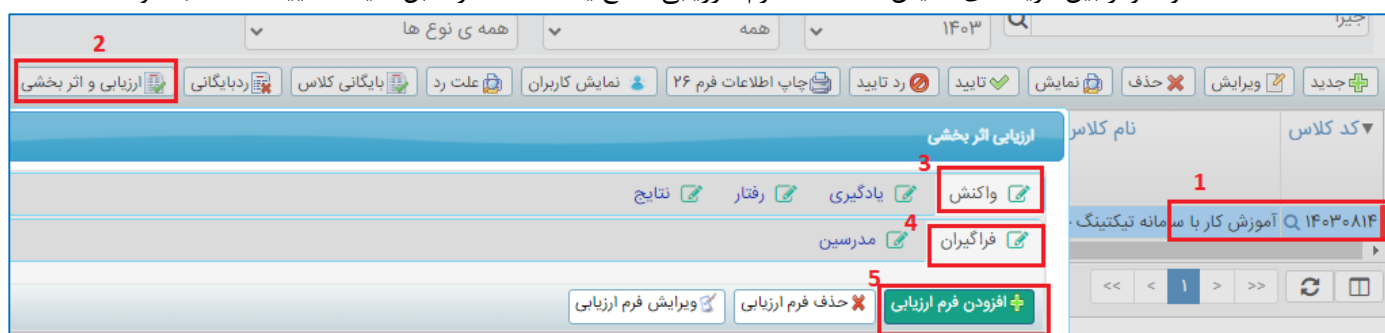 جیرا ۱۴۰۳ همه همه ی نوع ها
2
جدید ویرایش حذف نمایش تایید رد تایید چاپ اطلاعات فرم ۲۶ نمایش کاربران علت رد بایگانی کلاس ردبایگانی ارزیابی و اثر بخشی
کد کلاس نام کلاس
ارزیابی اثر بخشی
3
1
واکنش یادگیری رفتار نتایج
۱۴۰۳۰۸۱۴ آموزش کار با سامانه تیکتینگ
4
فراگیران مدرسین
5
<< < ۱ > >>
افزودن فرم ارزیابی حذف فرم ارزیابی ویرایش فرم ارزیابی